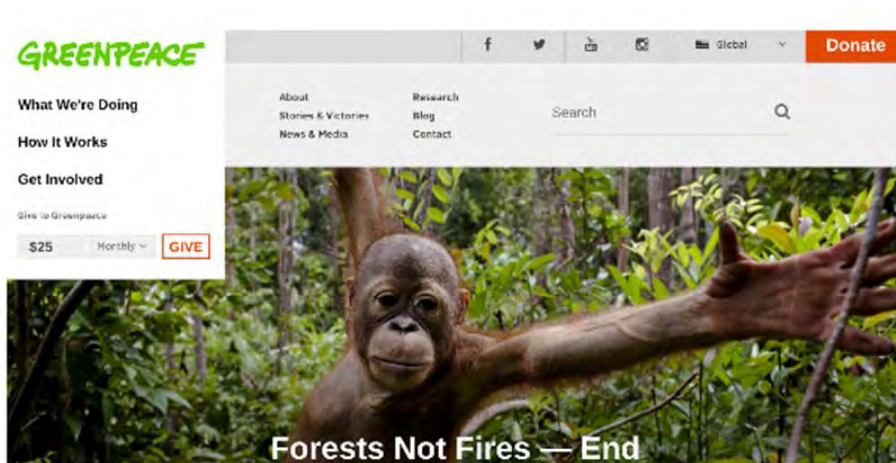 GREENPEACE
Global
Donate
What We're Doing
How It Works
Get Involved
Give to Greenpeace
$25 Monthly GIVE
About
Stories & Victories
News & Media
Research
Blog
Contact
Search
Forests Not Fires — End